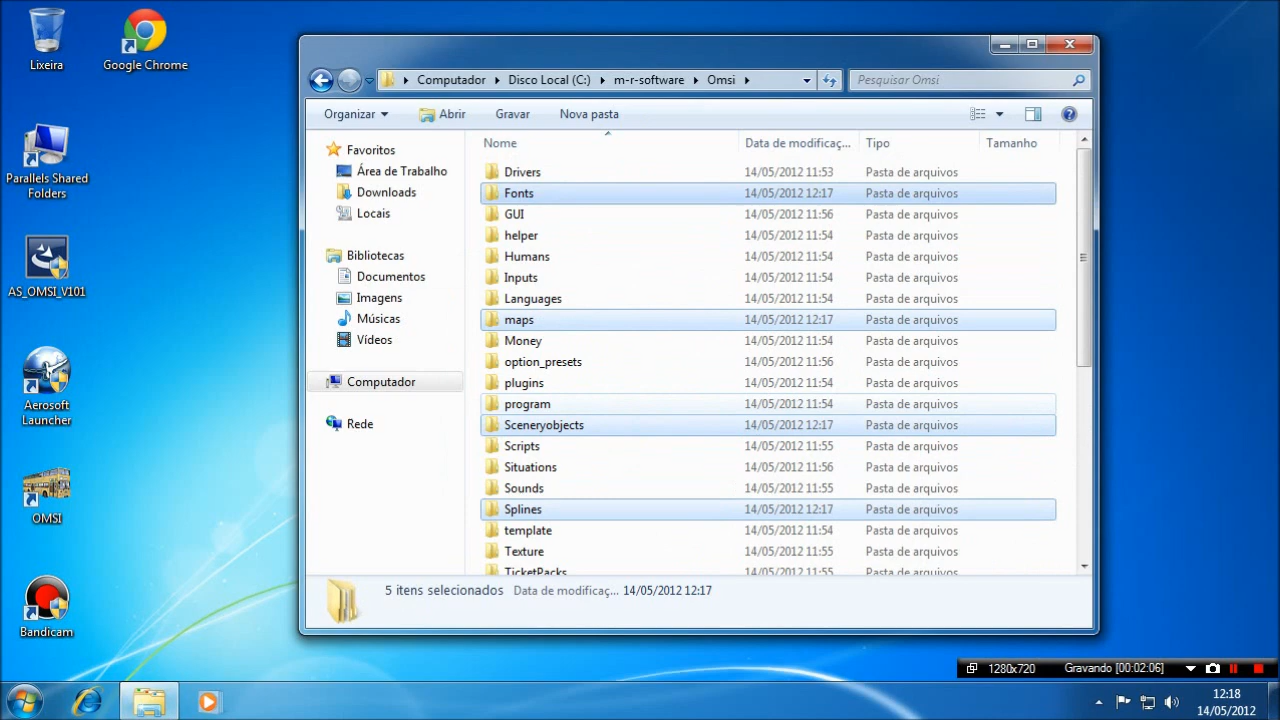 Lixeira
Google Chrome
Parallels Shared
Folders
AS_OMSI_V101
Aerosoft
Launcher
OMSI
Bandicam
Computador
Disco Local (C:)
m-r-software
Omsi
Pesquisar Omsi
Organizar
Abrir
Gravar
Nova pasta
Favoritos
Área de Trabalho
Downloads
Locais
Bibliotecas
Documentos
Imagens
Músicas
Vídeos
Computador
Rede
Nome Data de modificaç... Tipo Tamanho
Drivers 14/05/2012 11:53 Pasta de arquivos
Fonts 14/05/2012 12:17 Pasta de arquivos
GUI 14/05/2012 11:56 Pasta de arquivos
helper 14/05/2012 11:54 Pasta de arquivos
Humans 14/05/2012 11:54 Pasta de arquivos
Inputs 14/05/2012 11:54 Pasta de arquivos
Languages 14/05/2012 11:54 Pasta de arquivos
maps 14/05/2012 12:17 Pasta de arquivos
Money 14/05/2012 11:54 Pasta de arquivos
option_presets 14/05/2012 11:56 Pasta de arquivos
plugins 14/05/2012 11:54 Pasta de arquivos
program 14/05/2012 11:54 Pasta de arquivos
Sceneryobjects 14/05/2012 12:17 Pasta de arquivos
Scripts 14/05/2012 11:55 Pasta de arquivos
Situations 14/05/2012 11:56 Pasta de arquivos
Sounds 14/05/2012 11:55 Pasta de arquivos
Splines 14/05/2012 12:17 Pasta de arquivos
template 14/05/2012 11:54 Pasta de arquivos
Texture 14/05/2012 11:55 Pasta de arquivos
TicketPacks 14/05/2012 11:55 Pasta de arquivos
5 itens selecionados Data de modificaç... 14/05/2012 12:17
1280x720 Gravando [00:02:06]
12:18
14/05/2012